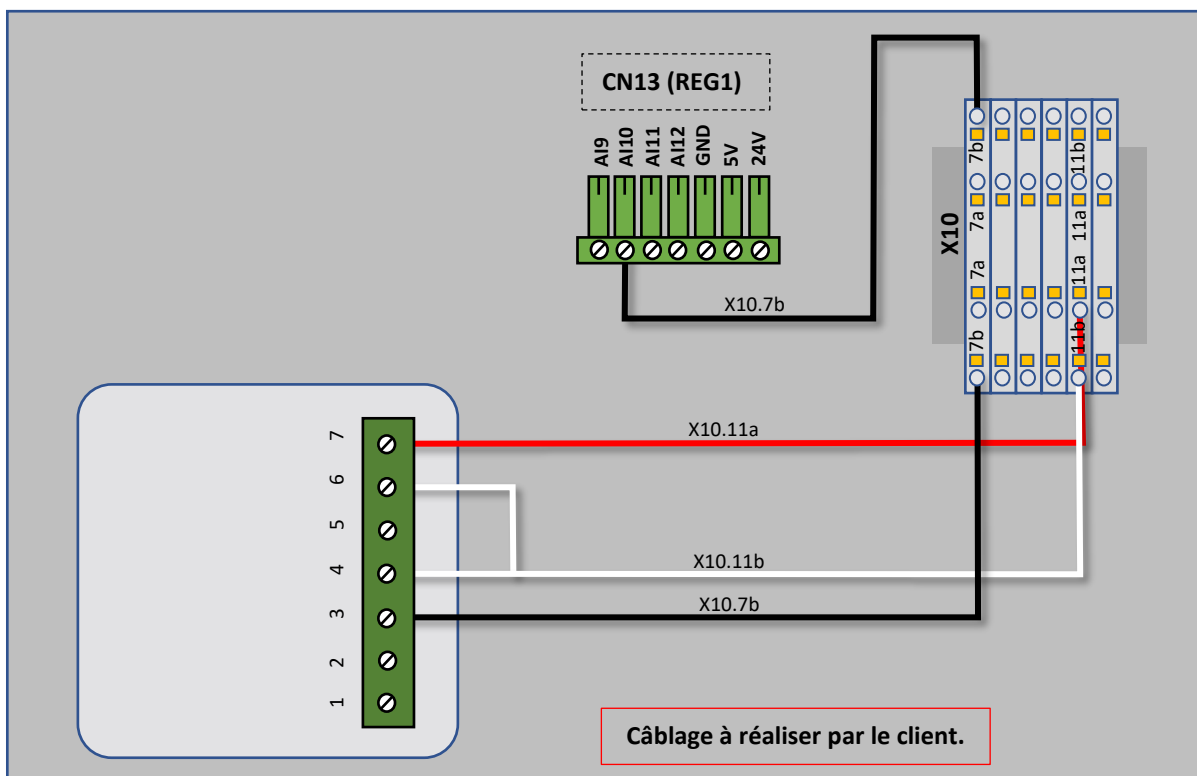 CN13 (REG1)
AI9
AI10
AI11
AI12
GND
5V
24V
X10.7b
X10
7b
7a
7a
7b
11b
11a
11a
11b
7
6
5
4
3
2
1
X10.11a
X10.11b
X10.7b
Câblage à réaliser par le client.